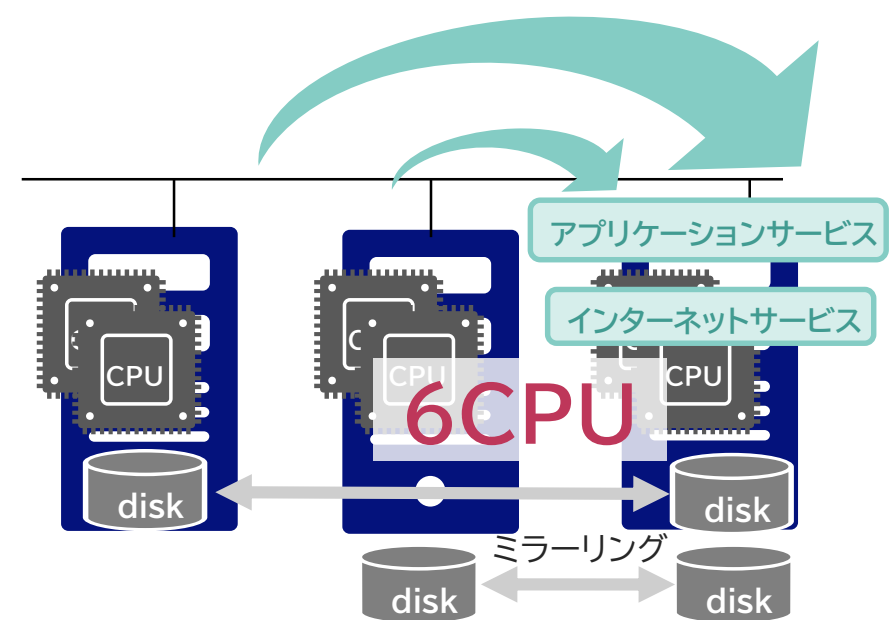 アプリケーションサービス
インターネットサービス
CPU
CPU
CPU
6CPU
disk
disk
ミラーリング
disk
disk